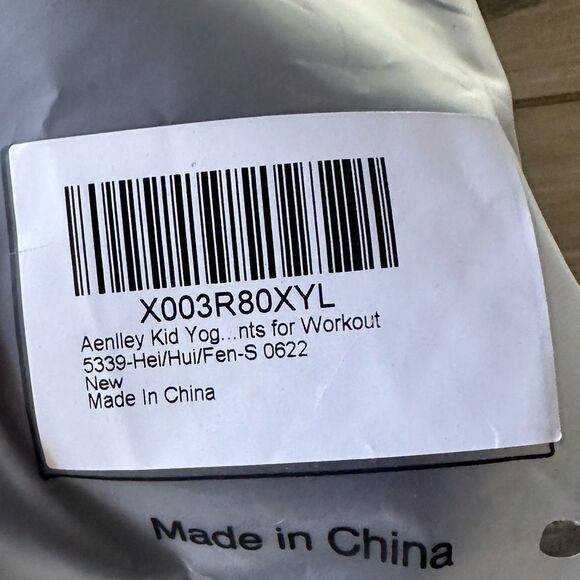 X003R80XYL
Aenlley Kid Yog...nts for Workout
5339-Hei/Hui/Fen-S 0622
New
Made In China
Made in China